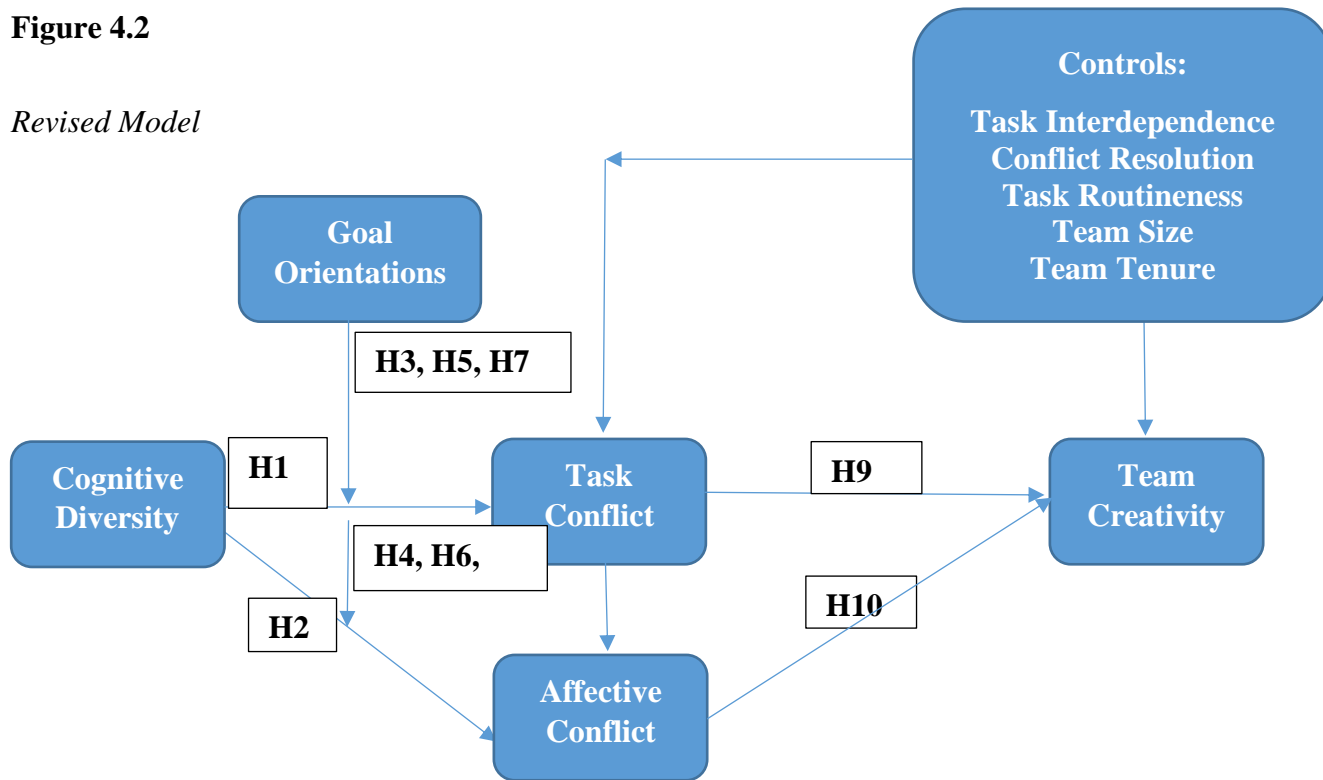 Figure 4.2
Revised Model
Controls:
Task Interdependence
Conflict Resolution
Task Routineness
Team Size
Team Tenure
Goal
Orientations
H3, H5, H7
Cognitive
Diversity
H1
H4, H6,
H2
Task
Conflict
H9
Team
Creativity
H10
Affective
Conflict